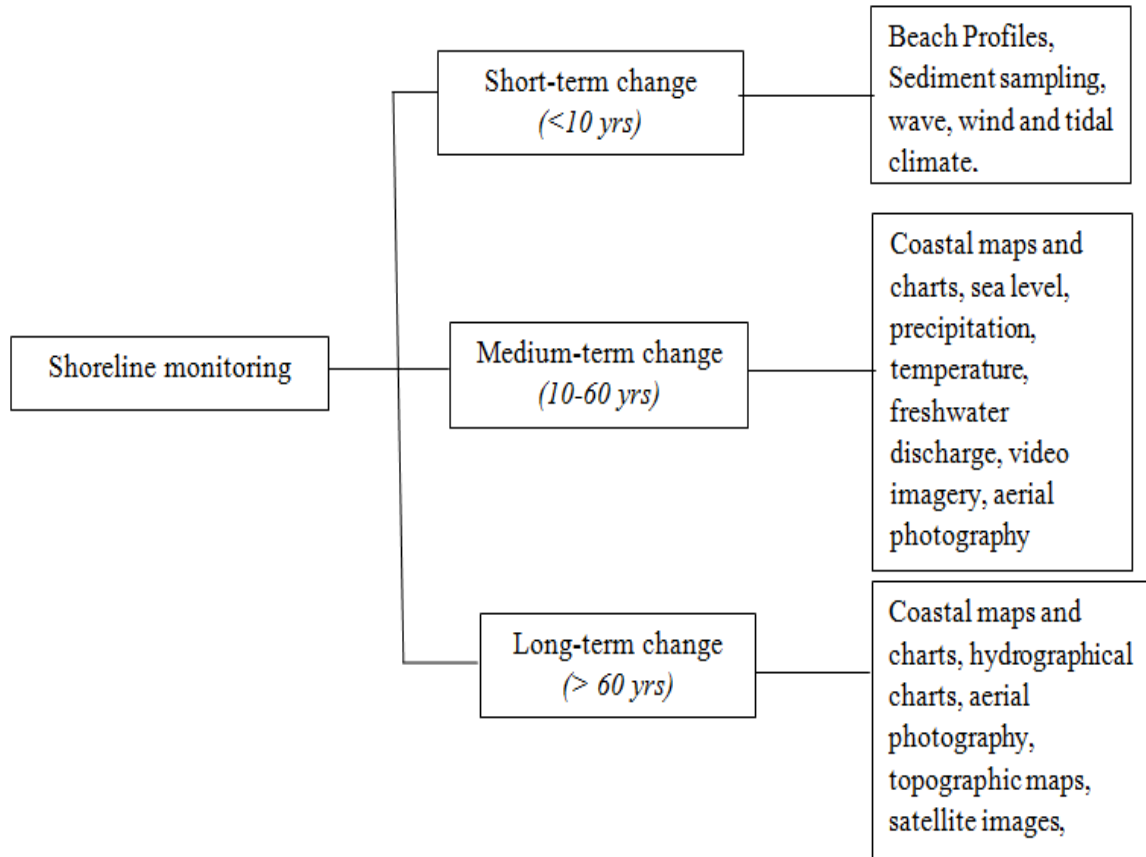 Shoreline monitoring
Short-term change
(<10 yrs)
Beach Profiles,
Sediment sampling,
wave, wind and tidal
climate.
Medium-term change
(10-60 yrs)
Coastal maps and
charts, sea level,
precipitation,
temperature,
freshwater
discharge, video
imagery, aerial
photography
Long-term change
(> 60 yrs)
Coastal maps and
charts, hydrographical
charts, aerial
photography,
topographic maps,
satellite images,